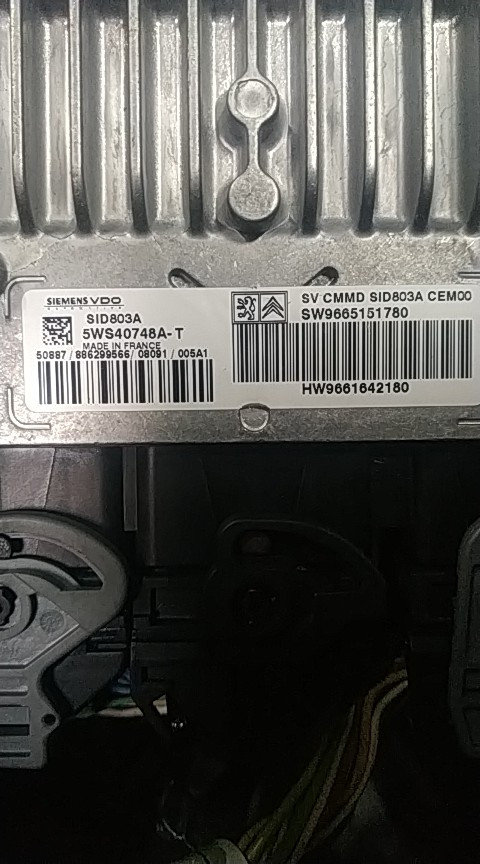 SIEMENS VDO
SID803A
5WS40748A-T
MADE IN FRANCE
50887 / 886299566 / 08091 / 005A1
SV CMMD SID803A CEM00
SW9665151780
HW9661642180